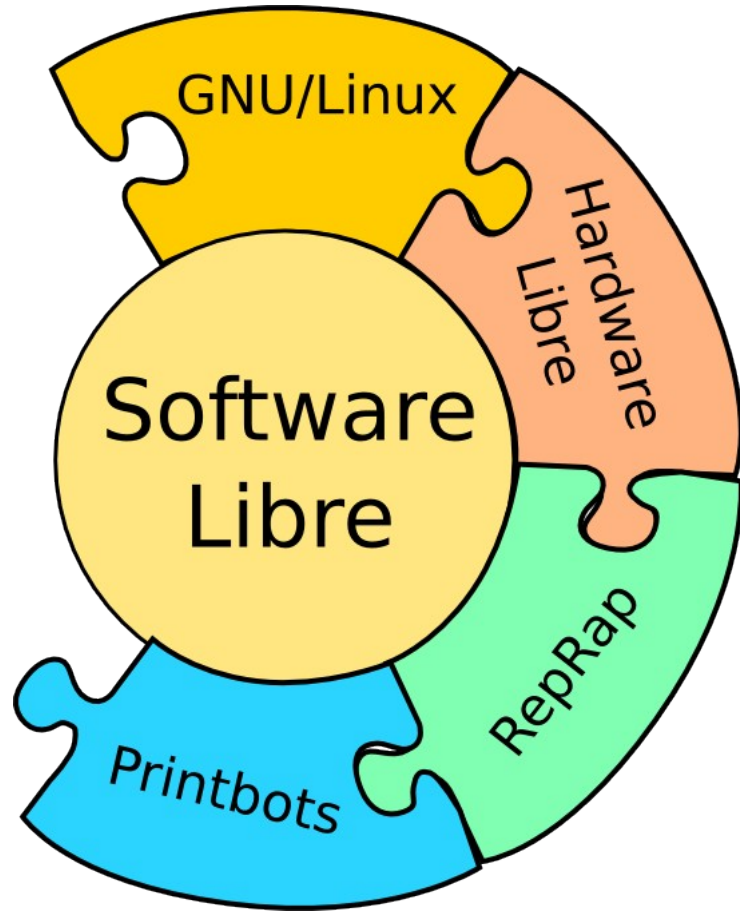 GNU/Linux
Hardware
Libre
Software
Libre
RepRap
Printbots